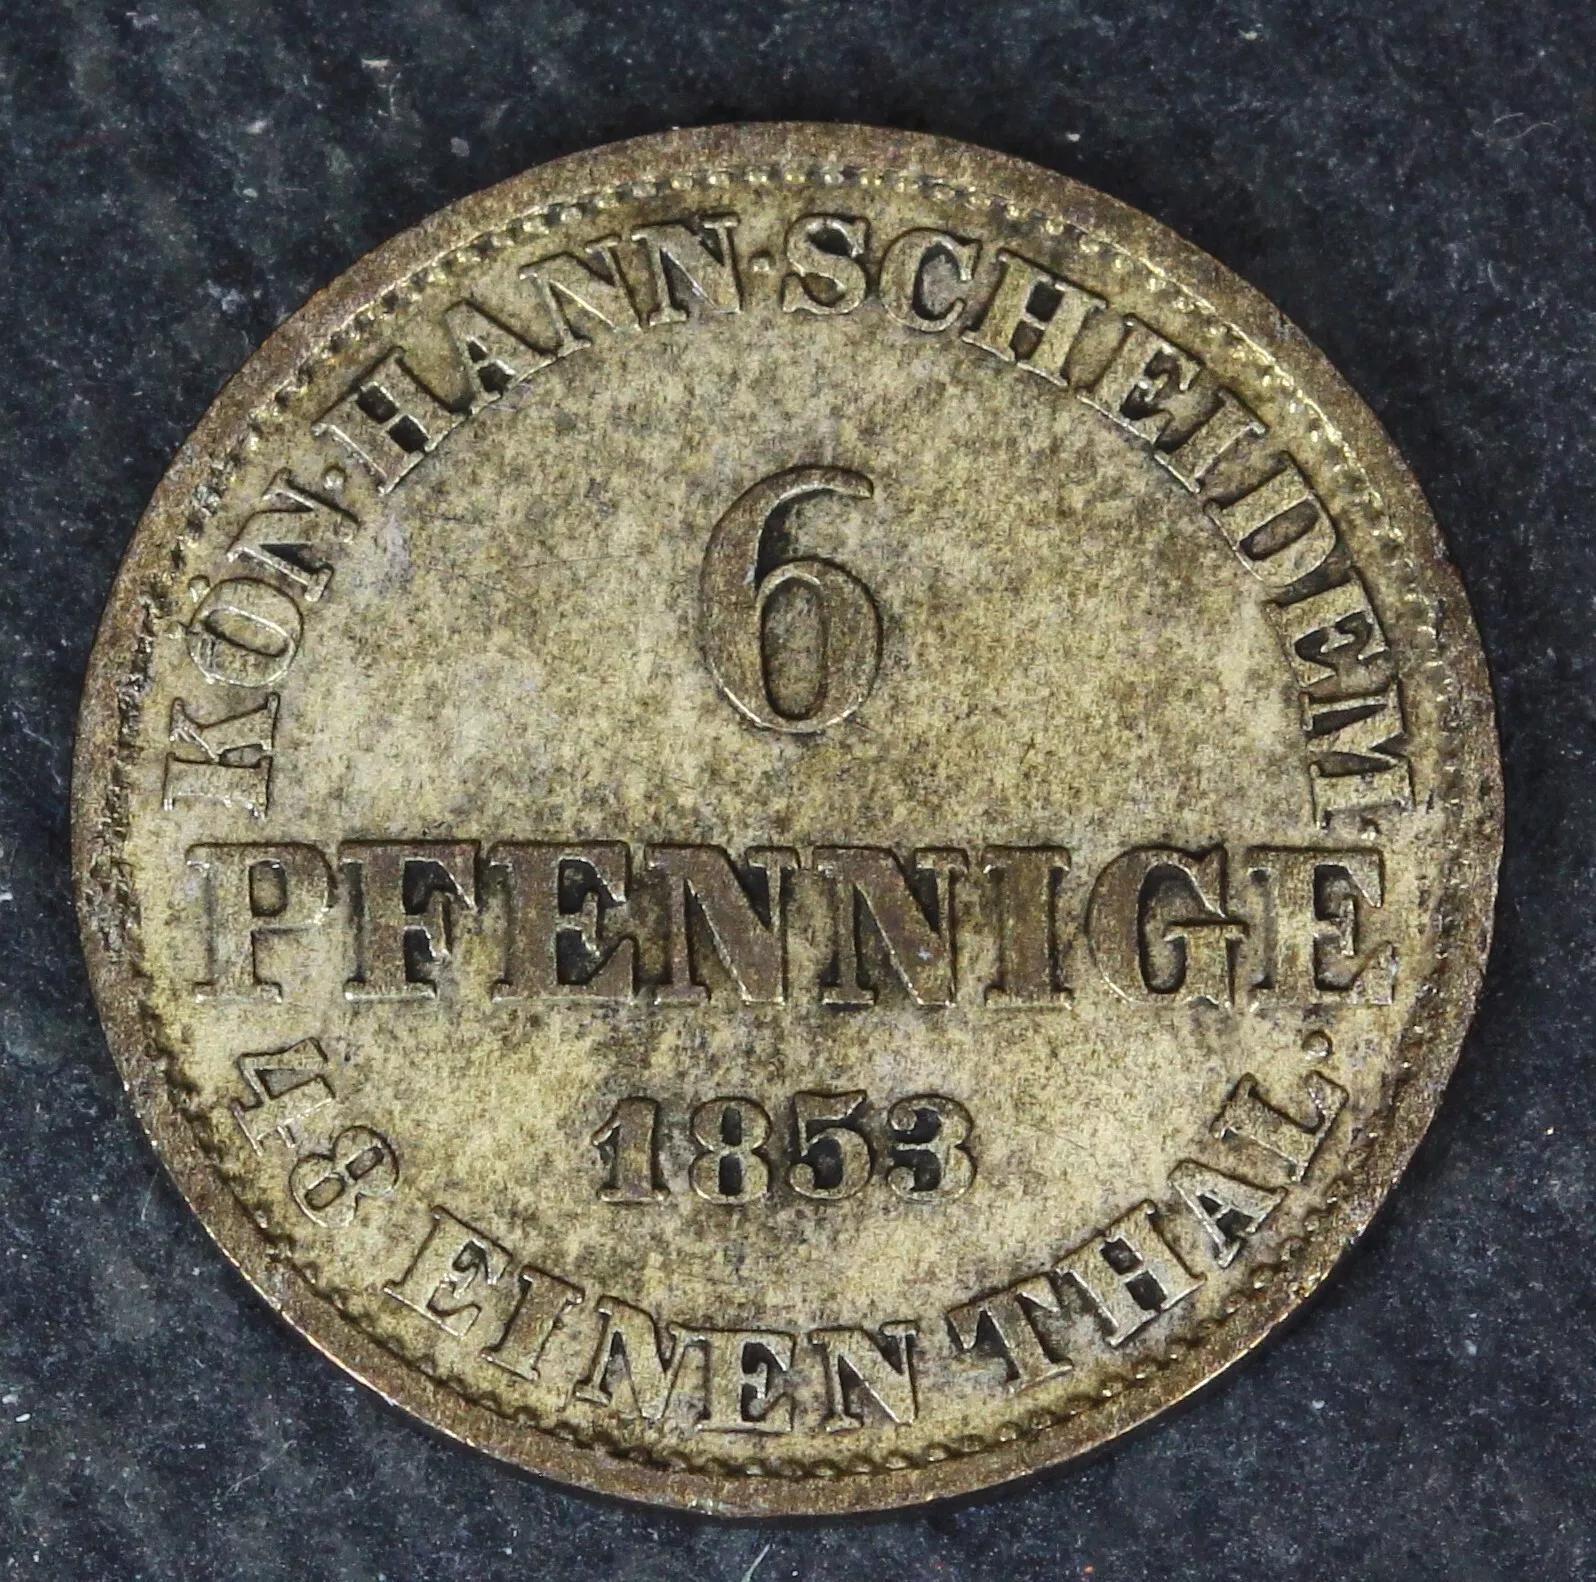 KÖN·HANN·SCHEIDEM·
6
PFENNIGE
1853
48 EINEN THAL.